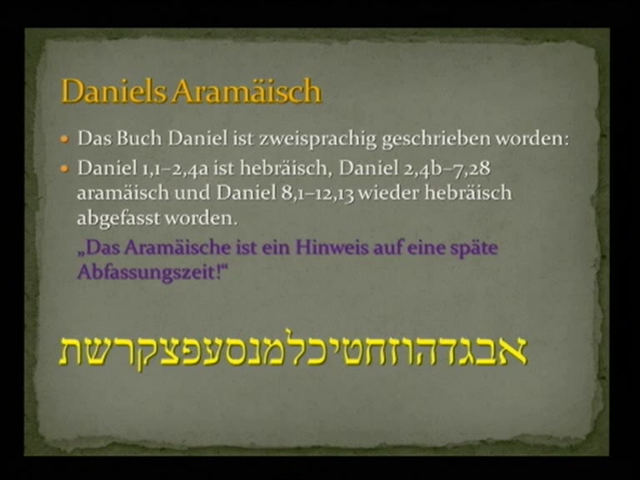 Daniels Aramäisch
• Das Buch Daniel ist zweisprachig geschrieben worden:
• Daniel 1,1–2,4a ist hebräisch, Daniel 2,4b–7,28
aramäisch und Daniel 8,1–12,13 wieder hebräisch
abgefasst worden.
„Das Aramäische ist ein Hinweis auf eine späte
Abfassungszeit!“
אבגדהוזחטיכלמנסעפצקרשת